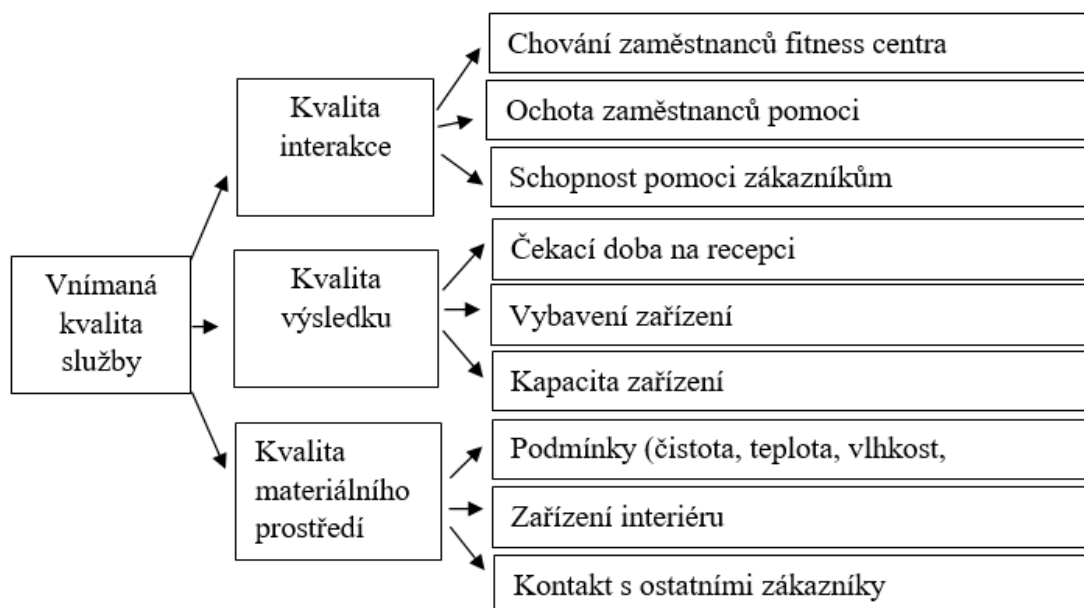 Vnímaná
kvalita
služby
Kvalita
interakce
Chování zaměstnanců fitness centra
Ochota zaměstnanců pomoci
Schopnost pomoci zákazníkům
Kvalita
výsledku
Čekací doba na recepci
Vybavení zařízení
Kapacita zařízení
Kvalita
materiálního
prostředí
Podmínky (čistota, teplota, vlhkost,
Zařízení interiéru
Kontakt s ostatními zákazníky